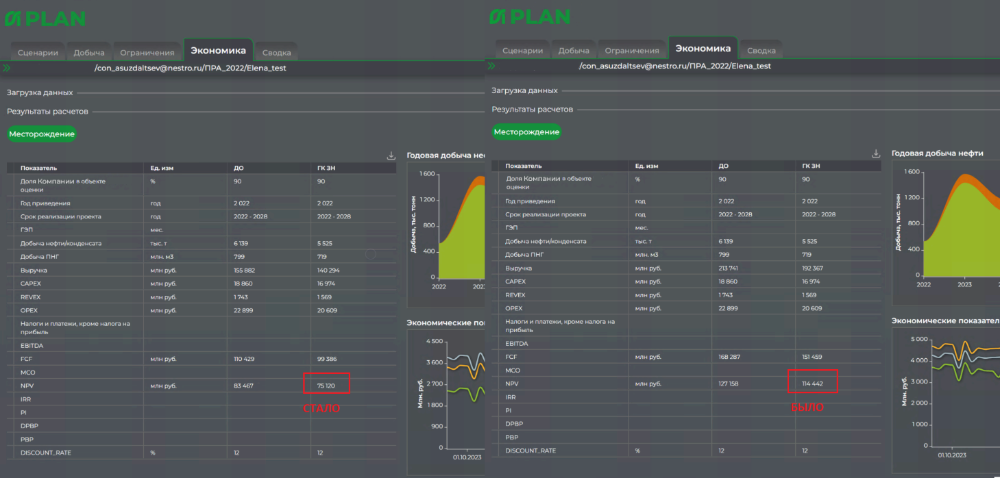 PLAN
Сценарии Добыча Ограничения Экономика Сводка
/con_asuzdaltsev@nestro.ru/ПРА_2022/Elena_test
Загрузка данных
Результаты расчетов
Месторождение
Годовая добыча неф
Показатель Ед. изм ДО ГК ЗН
Доля Компании в объекте
оценки % 90 90
Год приведения год 2 022 2 022
Срок реализации проекта год 2022 - 2028 2022 - 2028
ГЭП мес.
Добыча нефти/конденсата тыс. т 6 139 5 525
Добыча ПНГ млн. м3 799 719
Выручка млн руб. 155 882 140 294
CAPEX млн руб. 18 860 16 974
REVEX млн руб. 1 743 1 569
OPEX млн руб. 22 899 20 609
Налоги и платежи, кроме налога на
прибыль
EBITDA
FCF млн руб. 110 429 99 386
МСО
NPV млн руб. 83 467 75 120
СТАЛО
IRR
PI
DPBP
PBP
DISCOUNT_RATE % 12 12
Добыча, тыс. тонн
1 600
1 200
800
400
0
2022 202
Экономические по
Млн. руб.
4 500
3 600
2 700
1 800
900
0
01.10.2023
PLAN
Сценарии Добыча Ограничения Экономика Сводка
/con_asuzdaltsev@nestro.ru/ПРА_2022/Elena_test
Загрузка данных
Результаты расчетов
Месторождение
Годовая добыча нефти
Показатель Ед. изм ДО ГК ЗН
Доля Компании в объекте
оценки % 90 90
Год приведения год 2 022 2 022
Срок реализации проекта год 2022 - 2028 2022 - 2028
ГЭП мес.
Добыча нефти/конденсата тыс. т 6 139 5 525
Добыча ПНГ млн. м3 799 719
Выручка млн руб. 213 741 192 367
CAPEX млн руб. 18 860 16 974
REVEX млн руб. 1 743 1 569
OPEX млн руб. 22 899 20 609
Налоги и платежи, кроме налога на
прибыль
EBITDA
FCF млн руб. 168 287 151 459
МСО
NPV млн руб. 127 158 114 442
БЫЛО
IRR
PI
DPBP
PBP
DISCOUNT_RATE % 12 12
Добыча, тыс. тонн
1 600
1 200
800
400
0
2022 2023
Экономические показател
Млн. руб.
5 000
4 000
3 000
2 000
1 000
0
01.10.2023